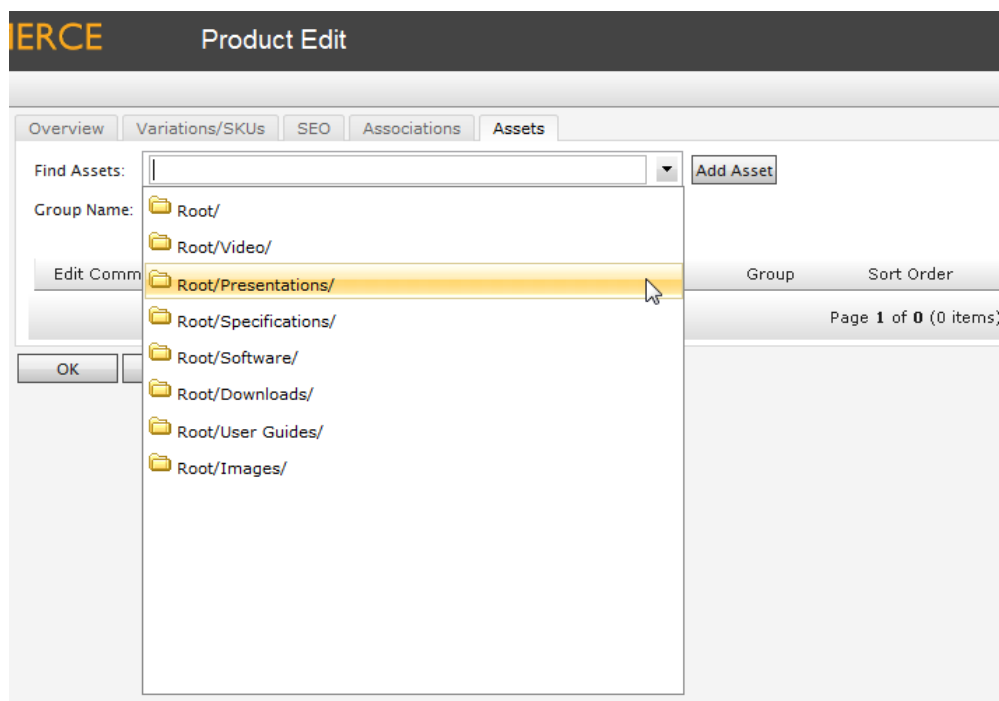 IERCE Product Edit
Overview Variations/SKUs SEO Associations Assets
Find Assets: Add Asset
Group Name:
Root/
Root/Video/
Root/Presentations/
Root/Specifications/
Root/Software/
Root/Downloads/
Root/User Guides/
Root/Images/
Edit Comm Group Sort Order
Page 1 of 0 (0 items)
OK